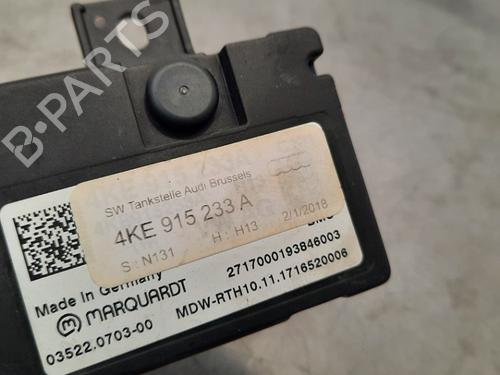 B-PARTS
SW Tankstelle Audi Brussels
4KE 915 233 A
S : N131 H : H13 2/1/2018
Made in Germany
MARQUARDT
03522.0703-00
2717000193846003
MDW-RTH10.11.1716520006